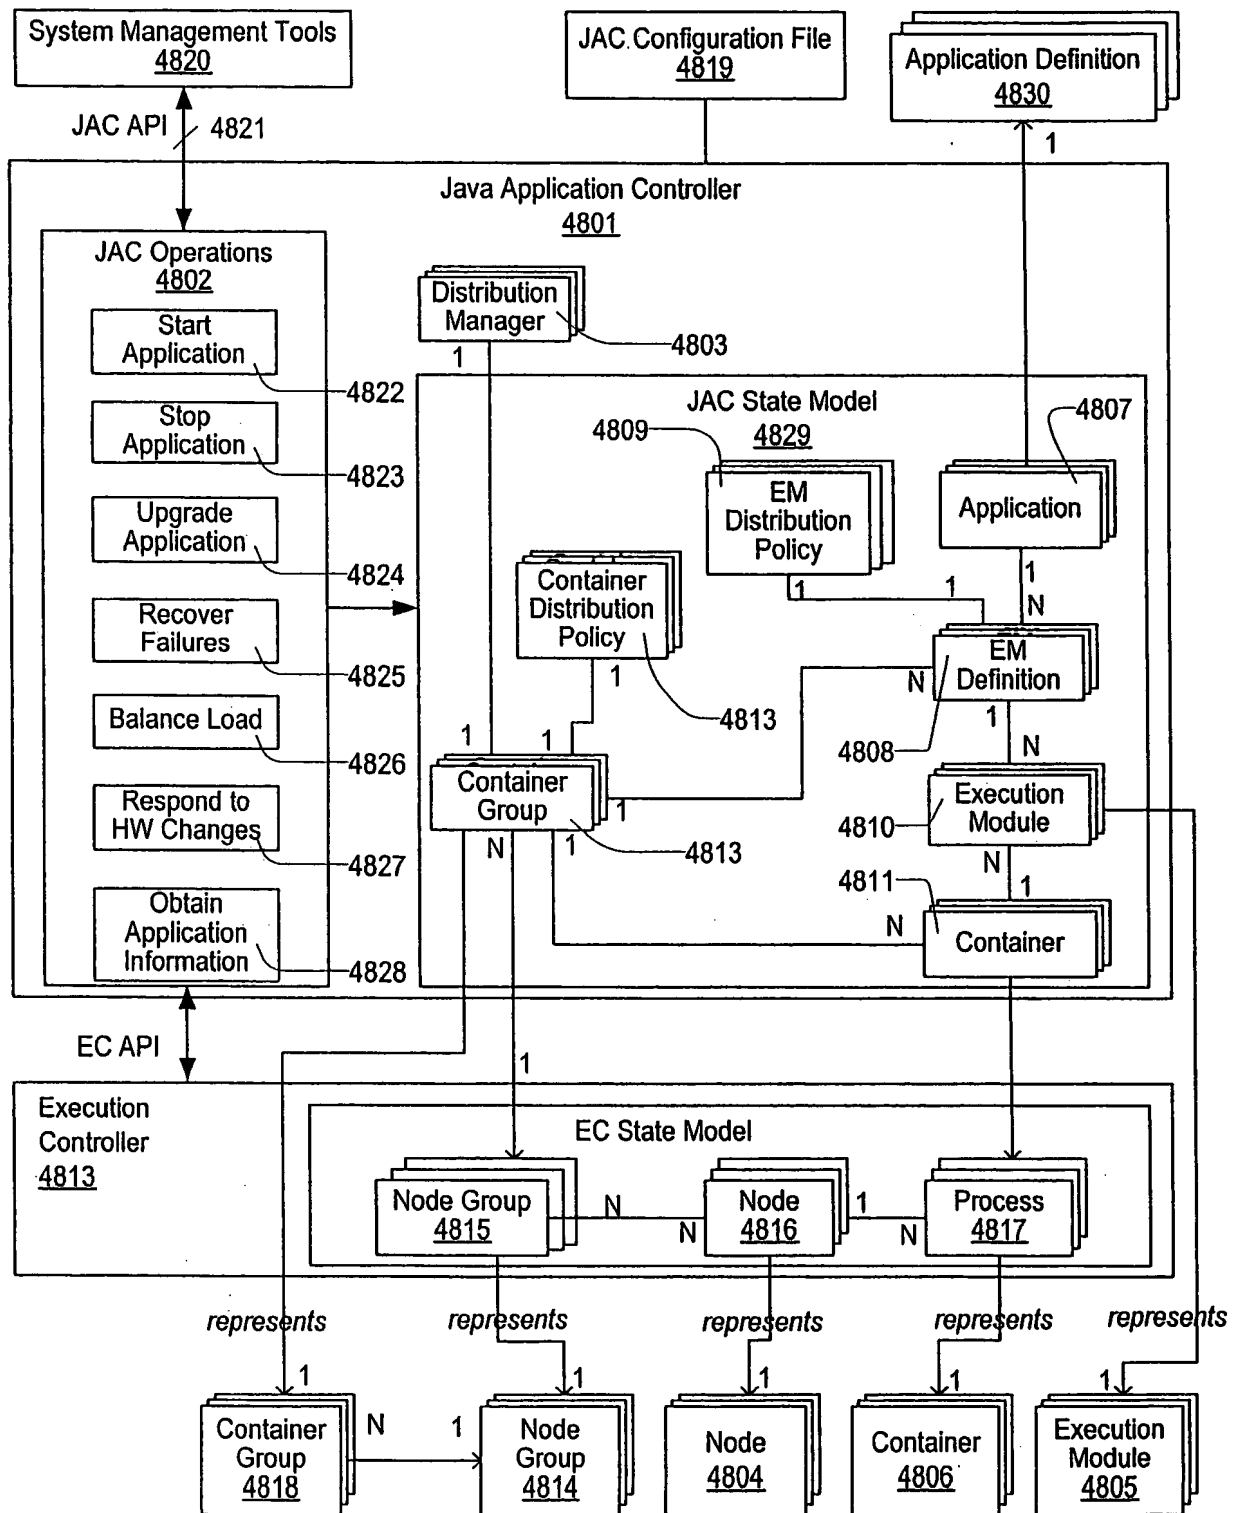 System Management Tools
4820
JAC API
4821
JAC Configuration File
4819
Application Definition
4830
1
Java Application Controller
4801
JAC Operations
4802
Start
Application
4822
Stop
Application
4823
Upgrade
Application
4824
Recover
Failures
4825
Balance Load
4826
Respond to
HW Changes
4827
Obtain
Application
Information
4828
Distribution
Manager
4803
1
JAC State Model
4829
4809
EM
Distribution
Policy
1
1
4807
Application
1
N
Container
Distribution
Policy
1
4813
EM
Definition
N
1
4808
N
1
1
Container
Group
1
N
1
4813
Execution
Module
4810
N
4811
1
N
Container
EC API
1
Execution
Controller
4813
EC State Model
Node Group
4815
N
N
Node
4816
1
N
Process
4817
represents
represents
represents
represents
represents
1
1
1
1
1
Container
Group
4818
N
1
Node
Group
4814
Node
4804
Container
4806
Execution
Module
4805